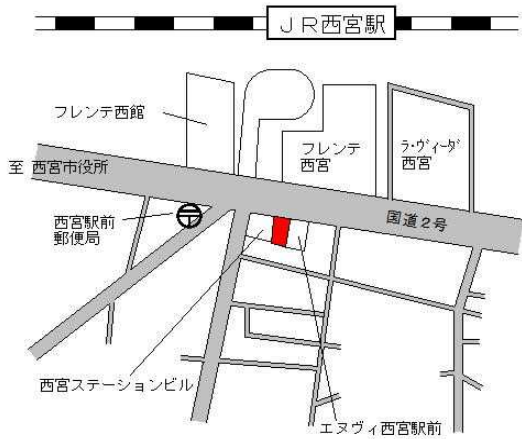 JR西宮駅
フレンテ西館
フレンテ
西宮
ラ・ヴィーダ
西宮
至 西宮市役所
国道2号
西宮駅前
郵便局
西宮ステーションビル
エヌヴィ西宮駅前